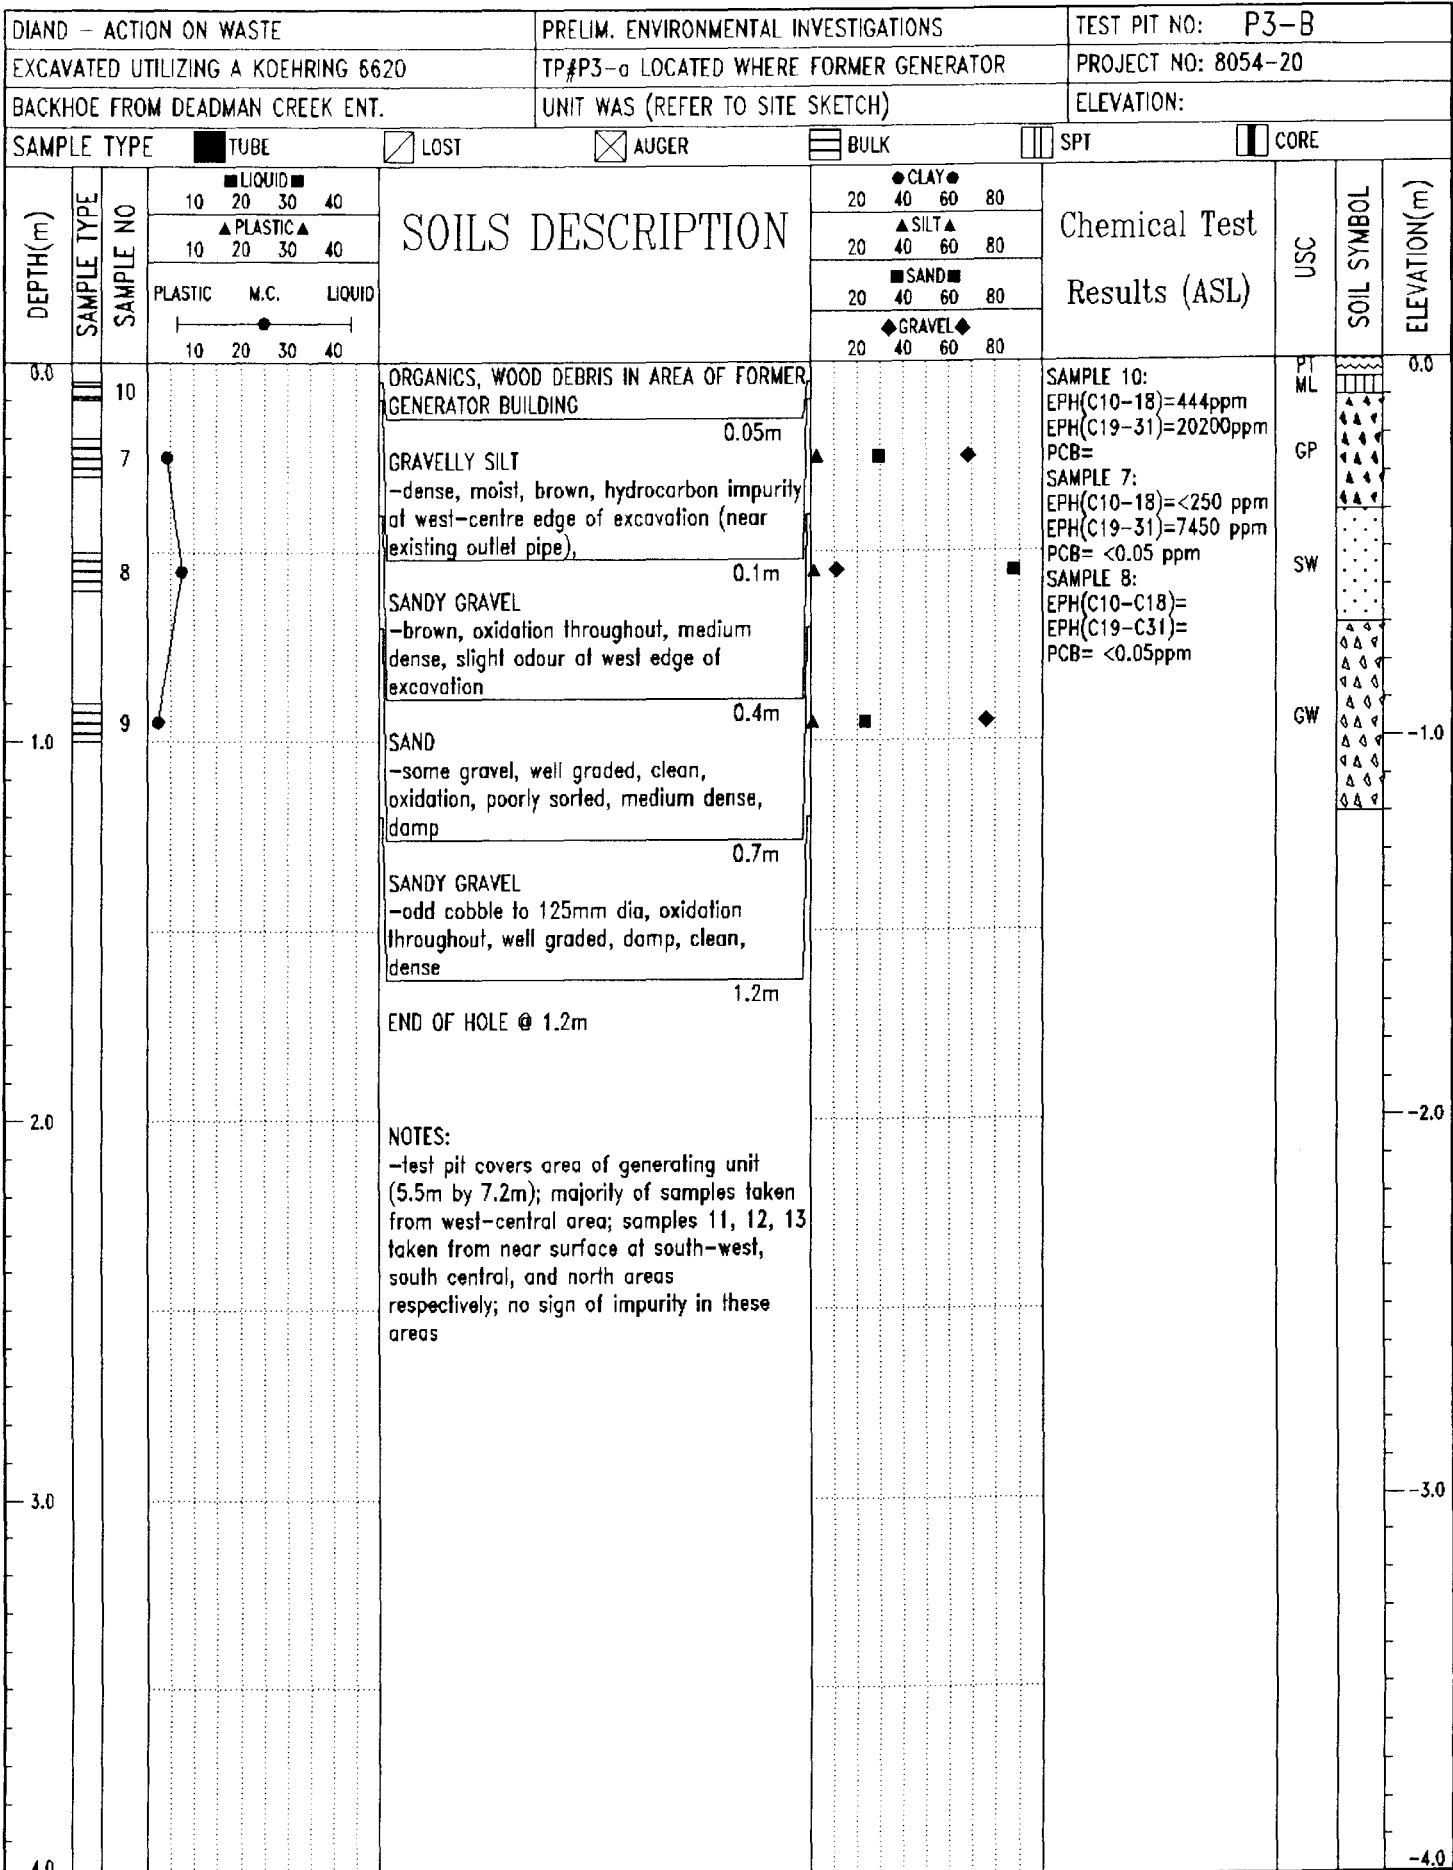 DIAND - ACTION ON WASTE
PRELIM. ENVIRONMENTAL INVESTIGATIONS
TEST PIT NO: P3-B
EXCAVATED UTILIZING A KOEHRING 6620
TP#P3-a LOCATED WHERE FORMER GENERATOR
PROJECT NO: 8054-20
BACKHOE FROM DEADMAN CREEK ENT.
UNIT WAS (REFER TO SITE SKETCH)
ELEVATION:
SAMPLE TYPE TUBE LOST AUGER BULK SPT CORE
DEPTH(m)
SAMPLE TYPE
SAMPLE NO
■LIQUID■
10 20 30 40
▲PLASTIC▲
10 20 30 40
PLASTIC M.C. LIQUID
10 20 30 40
SOILS DESCRIPTION
●CLAY●
20 40 60 80
▲SILT▲
20 40 60 80
■SAND■
20 40 60 80
◆GRAVEL◆
20 40 60 80
Chemical Test
Results (ASL)
USC
SOIL SYMBOL
ELEVATION(m)
0.0
1.0
2.0
3.0
4.0
10
7
8
9
ORGANICS, WOOD DEBRIS IN AREA OF FORMER
GENERATOR BUILDING
0.05m
GRAVELLY SILT
-dense, moist, brown, hydrocarbon impurity
at west-centre edge of excavation (near
existing outlet pipe),
0.1m
SANDY GRAVEL
-brown, oxidation throughout, medium
dense, slight odour at west edge of
excavation
0.4m
SAND
-some gravel, well graded, clean,
oxidation, poorly sorted, medium dense,
damp
0.7m
SANDY GRAVEL
-odd cobble to 125mm dia, oxidation
throughout, well graded, damp, clean,
dense
1.2m
END OF HOLE @ 1.2m
NOTES:
-test pit covers area of generating unit
(5.5m by 7.2m); majority of samples taken
from west-central area; samples 11, 12, 13
taken from near surface at south-west,
south central, and north areas
respectively; no sign of impurity in these
areas
SAMPLE 10:
EPH(C10-18)=444ppm
EPH(C19-31)=20200ppm
PCB=
SAMPLE 7:
EPH(C10-18)=<250 ppm
EPH(C19-31)=7450 ppm
PCB= <0.05 ppm
SAMPLE 8:
EPH(C10-C18)=
EPH(C19-C31)=
PCB= <0.05ppm
PT
ML
GP
SW
GW
0.0
-1.0
-2.0
-3.0
-4.0